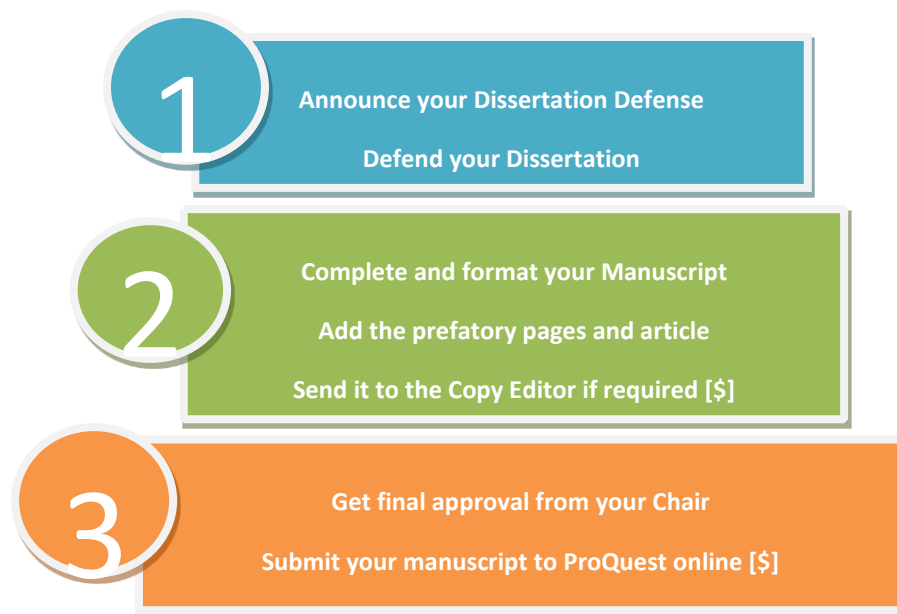 1
Announce your Dissertation Defense
Defend your Dissertation
2
Complete and format your Manuscript
Add the prefatory pages and article
Send it to the Copy Editor if required [$]
3
Get final approval from your Chair
Submit your manuscript to ProQuest online [$]